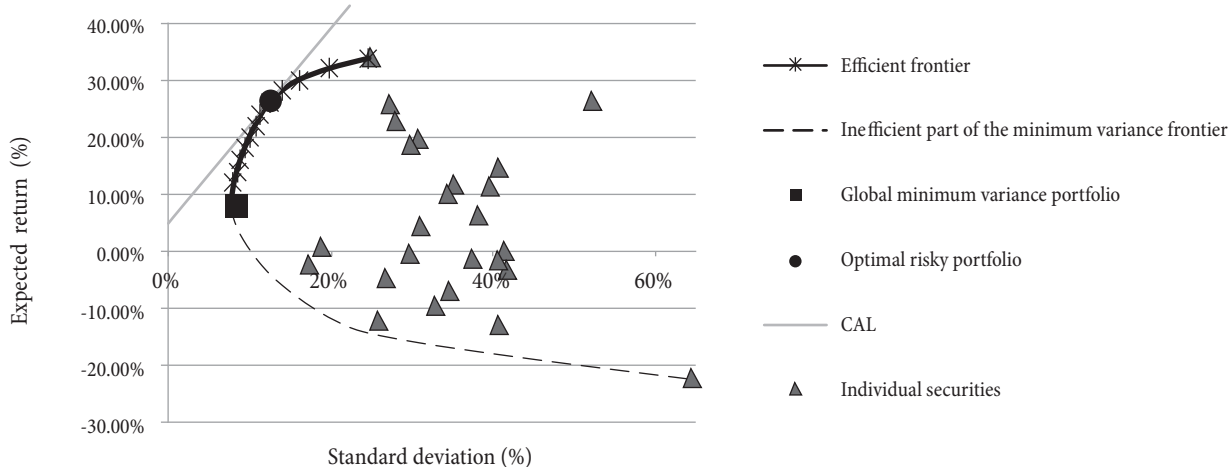 40.00%
30.00%
20.00%
10.00%
0.00%
-10.00%
-20.00%
-30.00%
0%
20%
40%
60%
Expected return (%)
Standard deviation (%)
Efficient frontier
Inefficient part of the minimum variance frontier
Global minimum variance portfolio
Optimal risky portfolio
CAL
Individual securities